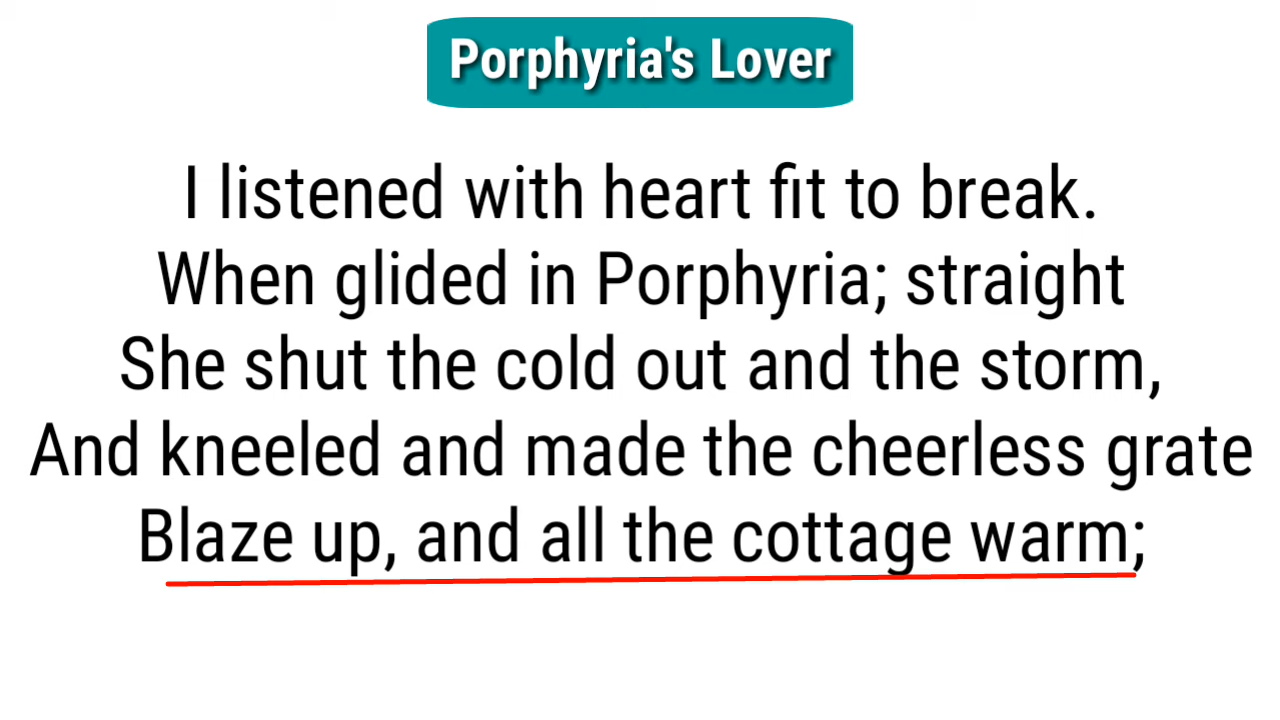 Porphyria's Lover
I listened with heart fit to break.
When glided in Porphyria; straight
She shut the cold out and the storm,
And kneeled and made the cheerless grate
Blaze up, and all the cottage warm;